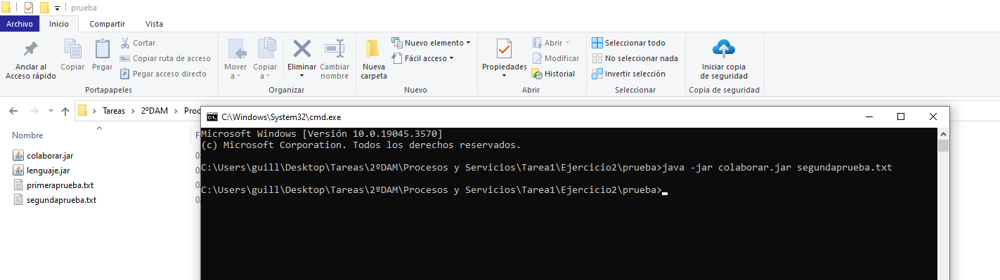 prueba
Archivo Inicio Compartir Vista
Anclar al Acceso rápido
Copiar
Pegar
Cortar
Copiar ruta de acceso
Pegar acceso directo
Portapapeles
Mover a
Copiar a
Eliminar
Cambiar nombre
Organizar
Nueva carpeta
Nuevo elemento
Fácil acceso
Nuevo
Propiedades
Abrir
Modificar
Historial
Abrir
Seleccionar todo
No seleccionar nada
Invertir selección
Seleccionar
Iniciar copia de seguridad
Copia de seguridad
Tareas 2ºDAM
Nombre
colaborar.jar
lenguaje.jar
primeraprueba.txt
segundaprueba.txt
C:\Windows\System32\cmd.exe
Microsoft Windows [Versión 10.0.19045.3570]
(c) Microsoft Corporation. Todos los derechos reservados.
C:\Users\guill\Desktop\Tareas\2ºDAM\Procesos y Servicios\Tarea1\Ejercicio2\prueba>java -jar colaborar.jar segundaprueba.txt
C:\Users\guill\Desktop\Tareas\2ºDAM\Procesos y Servicios\Tarea1\Ejercicio2\prueba>